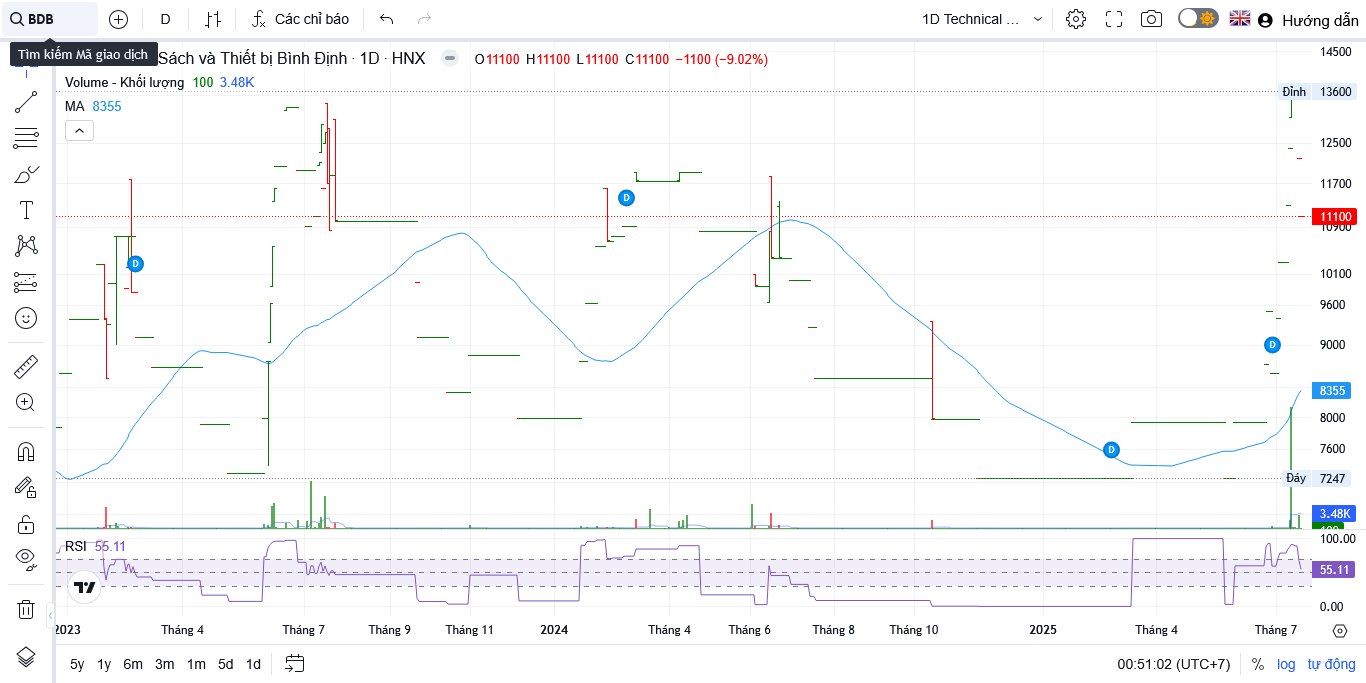 BDB
D
Các chỉ báo
1D Technical ...
Hướng dẫn
Tìm kiếm Mã giao dịch
Sách và Thiết bị Bình Định · 1D · HNX
O11100 H11100 L11100 C11100 −1100 (−9.02%)
Volume - Khối lượng 100 3.48K
MA 8355
14500
Đỉnh 13600
12500
11700
11100
10900
10100
9600
9000
8355
8000
7600
Đáy 7247
3.48K
D
D
D
D
RSI 55.11
100.00
55.11
0.00
2023
Tháng 4
Tháng 7
Tháng 9
Tháng 11
2024
Tháng 4
Tháng 6
Tháng 8
Tháng 10
2025
Tháng 4
Tháng 7
5y 1y 6m 3m 1m 5d 1d
00:51:02 (UTC+7)
% log tự động